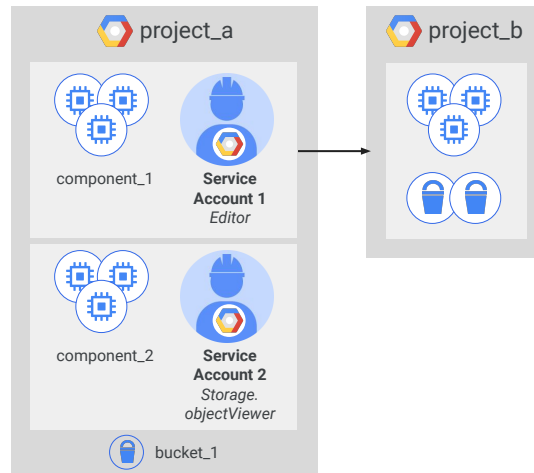 project_a
component_1
Service
Account 1
Editor
component_2
Service
Account 2
Storage.
objectViewer
bucket_1
project_b